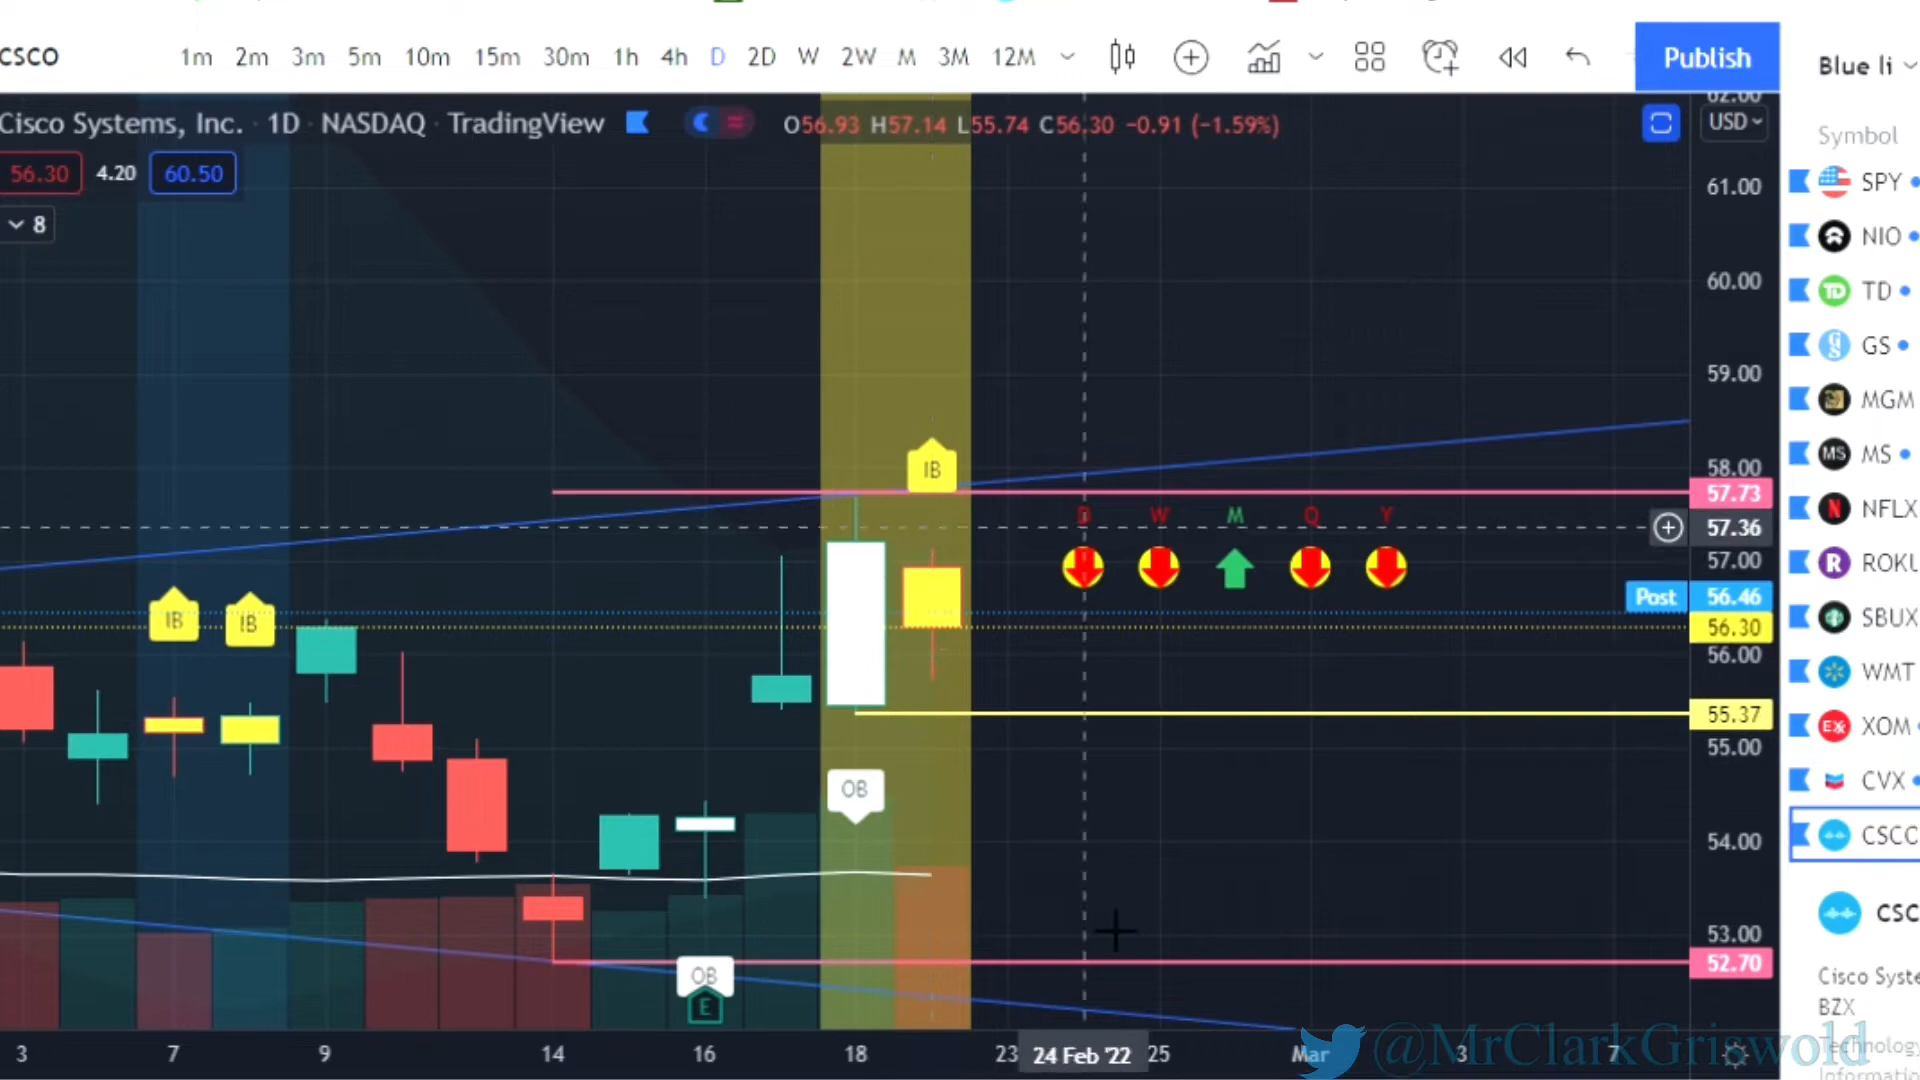 CSCO 1m 2m 3m 5m 10m 15m 30m 1h 4h D 2D W 2W M 3M 12M Publish
Blue li
Cisco Systems, Inc. · 1D · NASDAQ · TradingView O56.93 H57.14 L55.74 C56.30 −0.91 (−1.59%)
USD
Symbol
56.30 4.20 60.50
8
62.00
61.00
60.00
59.00
58.00
57.73
57.36
57.00
Post 56.46
56.30
56.00
55.37
55.00
54.00
53.00
52.70
IB
IB
IB
D W M Q Y
OB
OB
E
SPY
NIO
TD
GS
MGM
MS
NFLX
ROKU
SBUX
WMT
XOM
CVX
CSCO
CSC
Cisco Syste
BZX
Technology
Informatio
3 7 9 14 16 18 23 24 Feb '22 25 Mar 3 7
@MrClarkGriswold